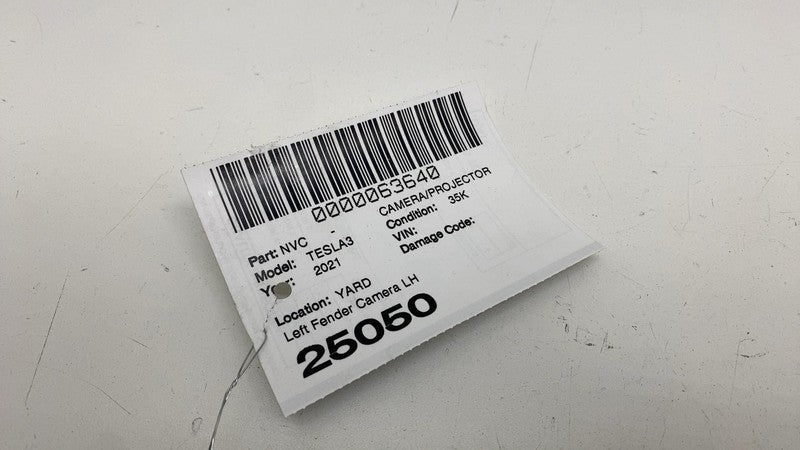 0000063640
Part: NVC - CAMERA/PROJECTOR
Model: TESLA3 Condition: 35K
2021 VIN:
Damage Code:
Location: YARD
Left Fender Camera LH
25050